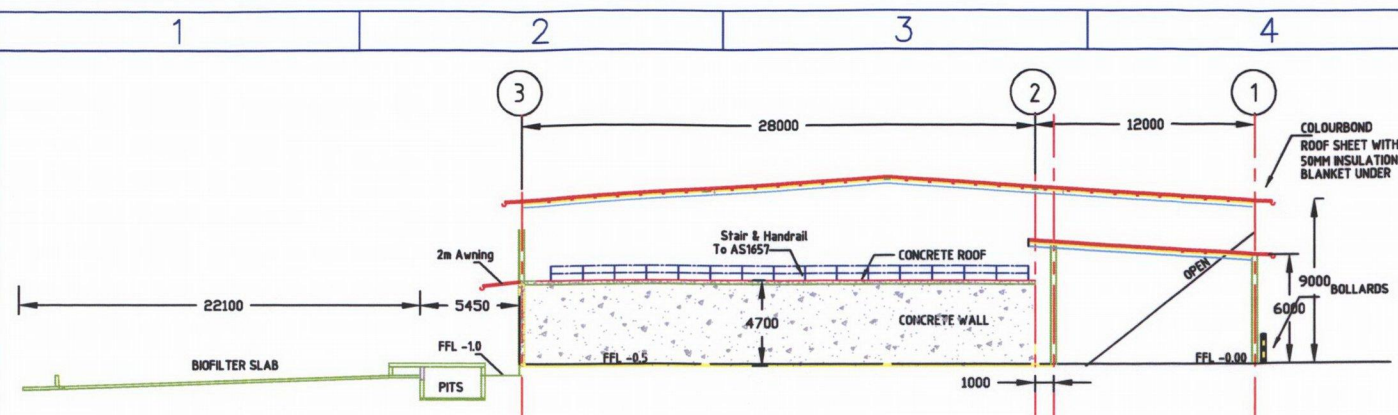 1 2 3 4
3 2 1
28000 12000
COLOURBOND
ROOF SHEET WITH
50MM INSULATION
BLANKET UNDER
Stair & Handrail
To AS1657
CONCRETE ROOF
2m Awning
OPEN
9000
BOLLARDS
6000
22100 5450
4700
CONCRETE WALL
FFL -1.0
FFL -0.5
FFL -0.00
BIOFILTER SLAB
PITS
1000